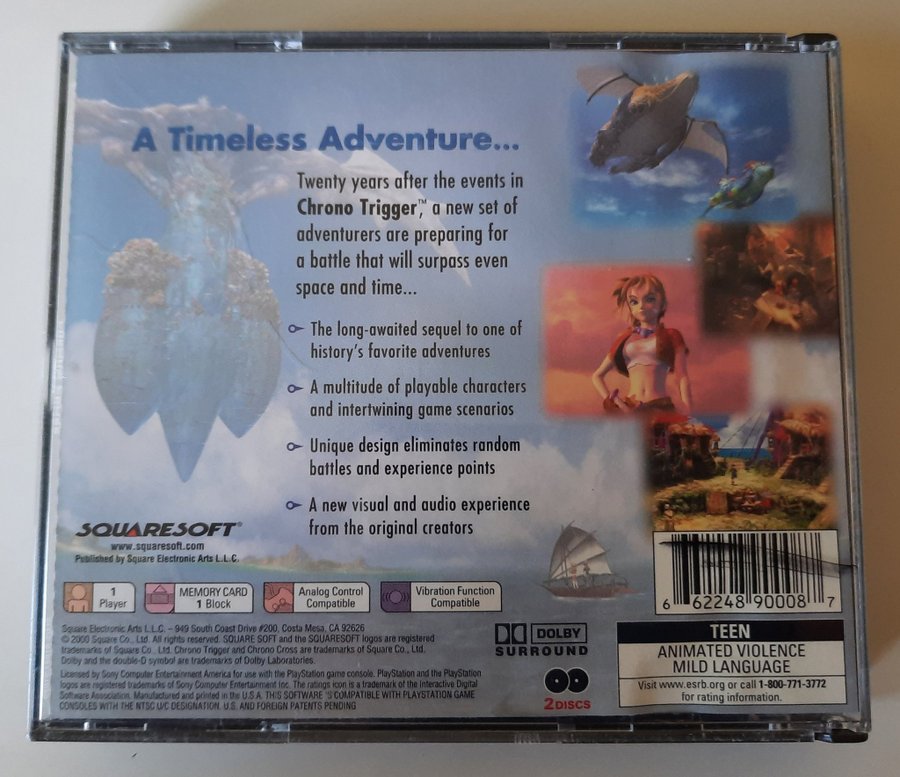 A Timeless Adventure...
Twenty years after the events in
Chrono Trigger,™ a new set of
adventurers are preparing for
a battle that will surpass even
space and time...
The long-awaited sequel to one of
history's favorite adventures
A multitude of playable characters
and intertwining game scenarios
Unique design eliminates random
battles and experience points
A new visual and audio experience
from the original creators
SQUARESOFT®
www.squaresoft.com
Published by Square Electronic Arts L.L.C.
1
Player
MEMORY CARD
1 Block
Analog Control
Compatible
Vibration Function
Compatible
6 62248 90008 7
Square Electronic Arts L.L.C. – 949 South Coast Drive #200, Costa Mesa, CA 92626
© 2000 Square Co., Ltd. All rights reserved. SQUARE SOFT and the SQUARESOFT logos are registered
trademarks of Square Co., Ltd. Chrono Trigger and Chrono Cross are trademarks of Square Co., Ltd.
Dolby and the double-D symbol are trademarks of Dolby Laboratories.
Licensed by Sony Computer Entertainment America for use with the PlayStation game console. PlayStation and the PlayStation
logos are registered trademarks of Sony Computer Entertainment Inc. The ratings icon is a trademark of the Interactive Digital
Software Association. Manufactured and printed in the U.S.A. THIS SOFTWARE IS COMPATIBLE WITH PLAYSTATION GAME
CONSOLES WITH THE NTSC U/C DESIGNATION. U.S. AND FOREIGN PATENTS PENDING
DOLBY
SURROUND
2 DISCS
TEEN
ANIMATED VIOLENCE
MILD LANGUAGE
Visit www.esrb.org or call 1-800-771-3772
for rating information.